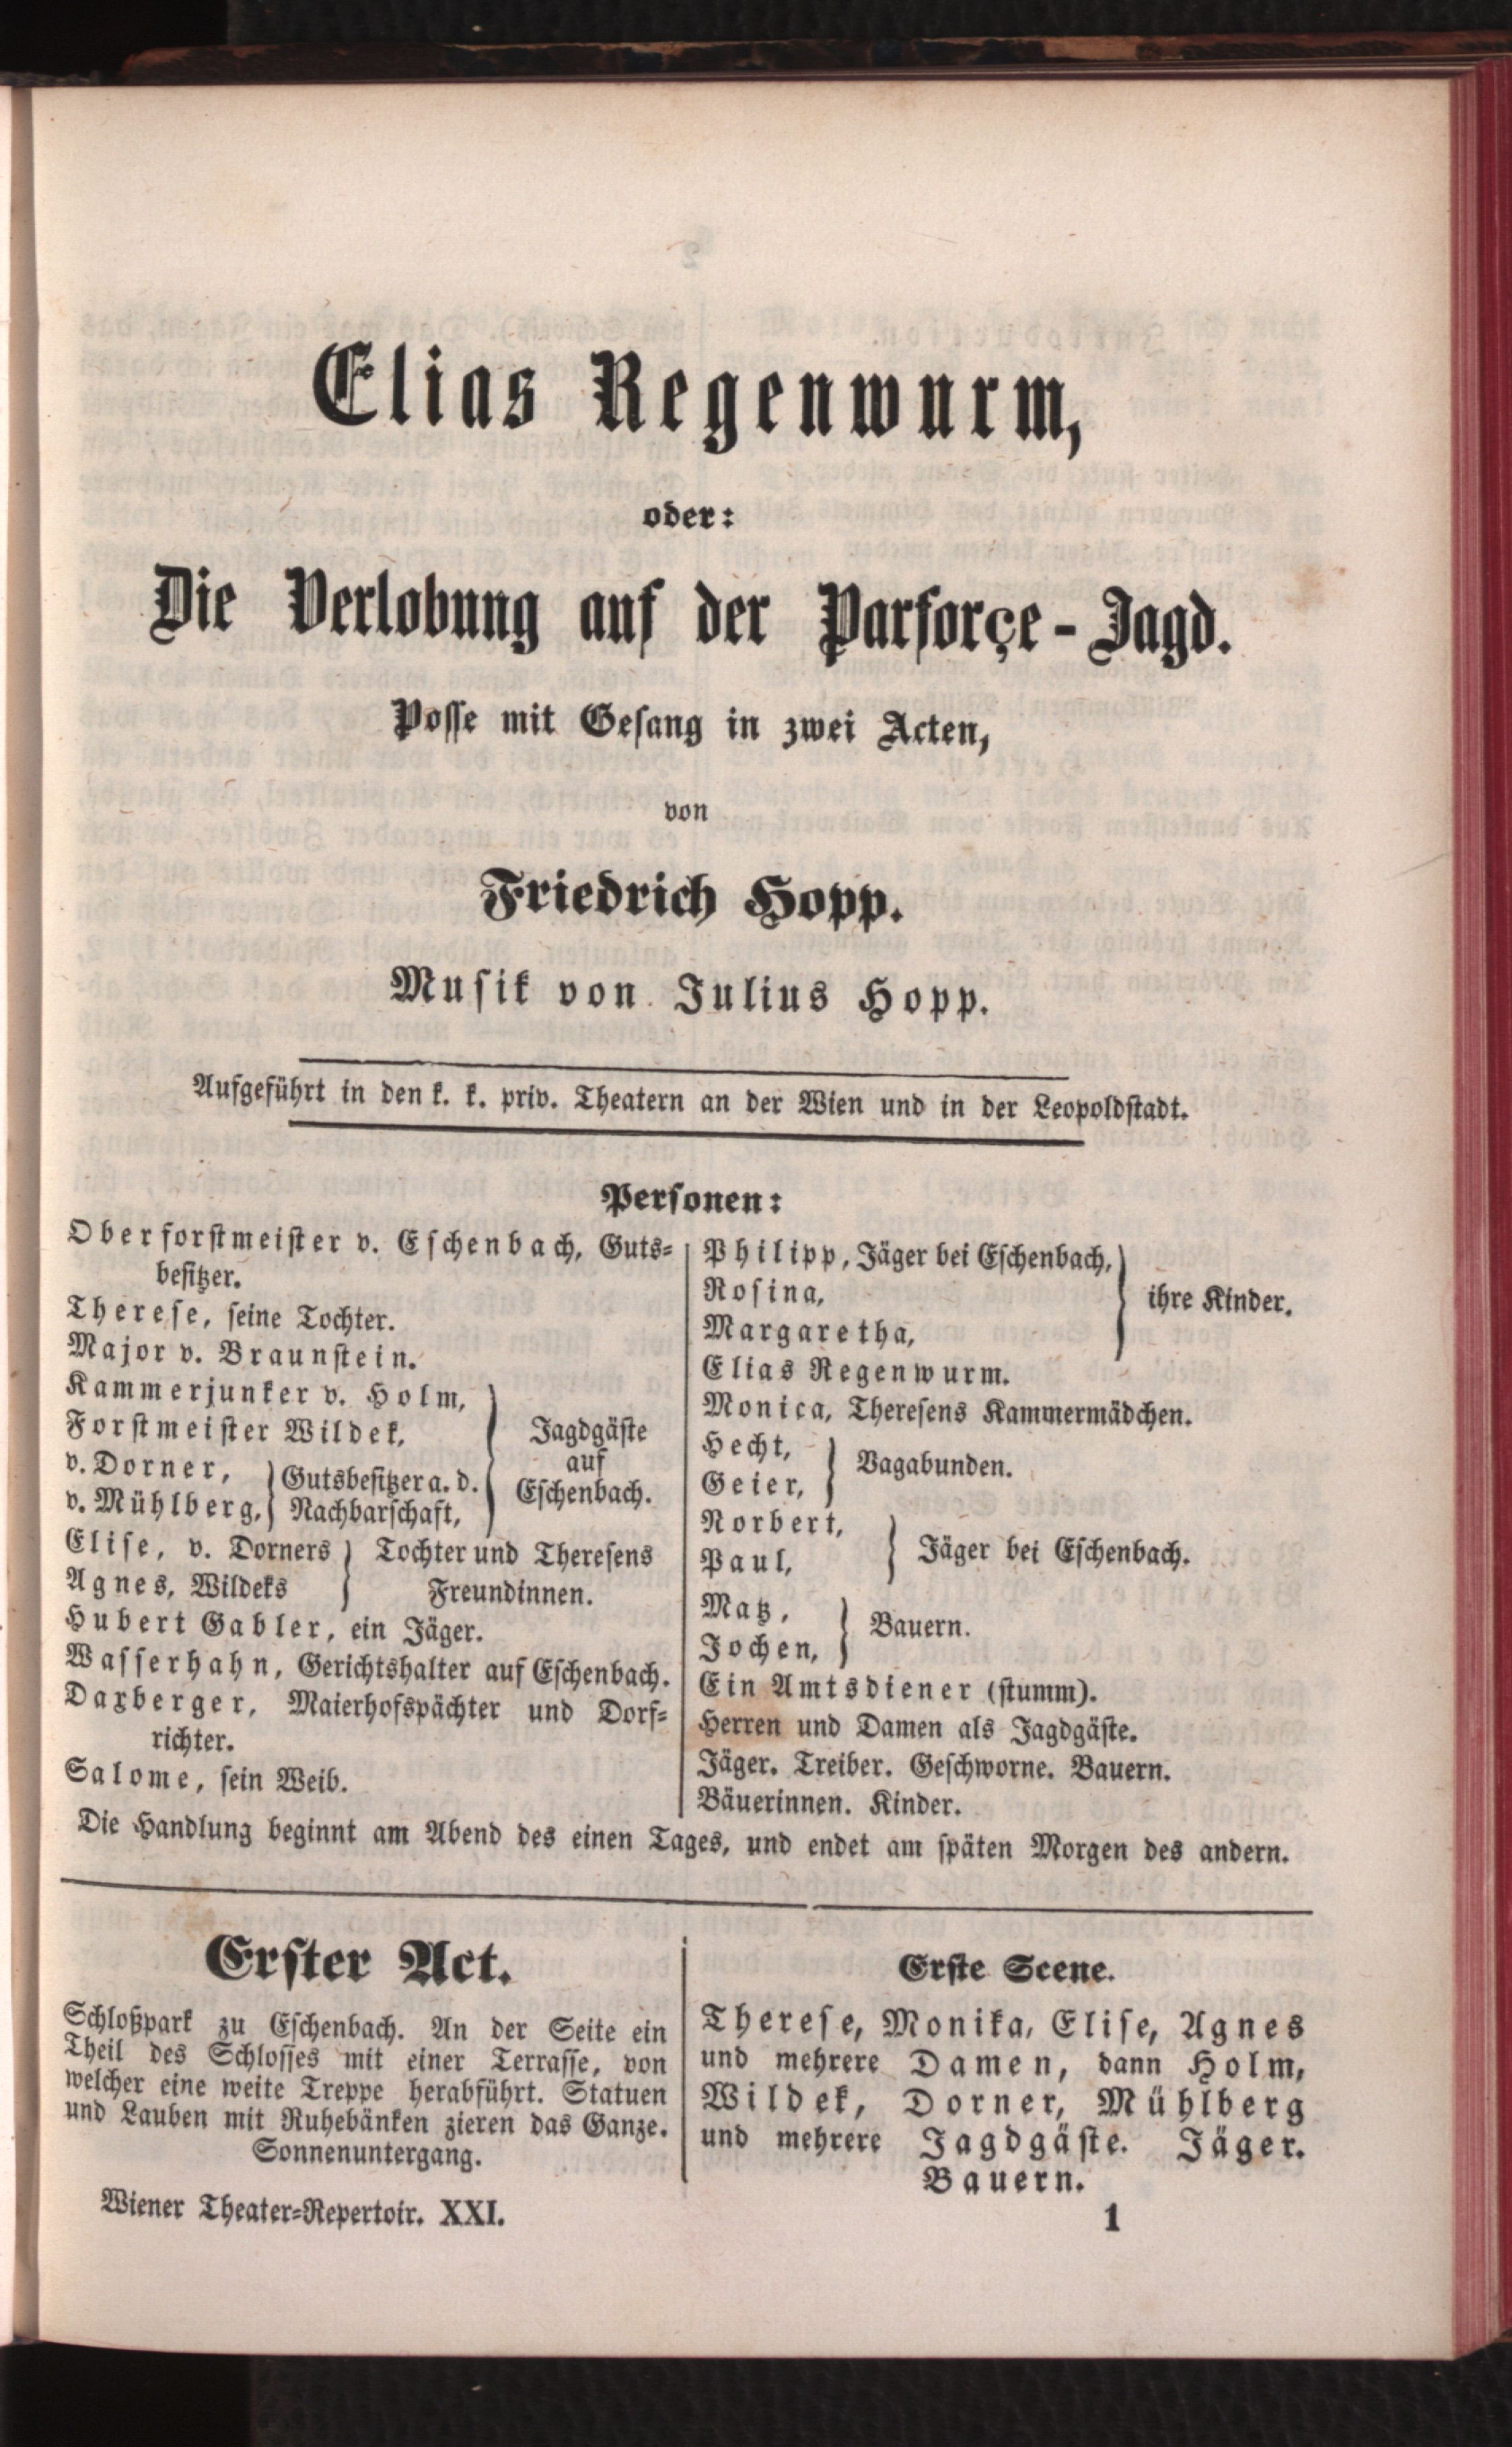 Elias Regenwurm,
oder:
Die Verlobung auf der Parforçe-Jagd.
Posse mit Gesang in zwei Acten,
von
Friedrich Hopp.
Musik von Julius Hopp.
Aufgeführt in den k. k. priv. Theatern an der Wien und in der Leopoldstadt.
Personen:
Oberforstmeister v. Eschenbach, Guts-
besitzer.
Therese, seine Tochter.
Major v. Braunstein.
Kammerjunker v. Holm,
Forstmeister Wildek,
v. Dorner,
v. Mühlberg,
Gutsbesitzer a. d.
Nachbarschaft,
Jagdgäste
auf
Eschenbach.
Elise, v. Dorners
Agnes, Wildeks
Tochter und Theresens
Freundinnen.
Hubert Gabler, ein Jäger.
Wasserhahn, Gerichtshalter auf Eschenbach.
Daxberger, Maierhofspächter und Dorf-
richter.
Salome, sein Weib.
Philipp, Jäger bei Eschenbach,
Rosina,
Margaretha,
ihre Kinder.
Elias Regenwurm.
Monica, Theresens Kammermädchen.
Hecht,
Geier,
Vagabunden.
Norbert,
Paul,
Jäger bei Eschenbach.
Matz,
Jochen,
Bauern.
Ein Amtsdiener (stumm).
Herren und Damen als Jagdgäste.
Jäger. Treiber. Geschworne. Bauern.
Bäuerinnen. Kinder.
Die Handlung beginnt am Abend des einen Tages, und endet am späten Morgen des andern.
Erster Act.
Schloßpark zu Eschenbach. An der Seite ein
Theil des Schlosses mit einer Terrasse, von
welcher eine weite Treppe herabführt. Statuen
und Lauben mit Ruhebänken zieren das Ganze.
Sonnenuntergang.
Erste Scene.
Therese, Monika, Elise, Agnes
und mehrere Damen, dann Holm,
Wildek, Dorner, Mühlberg
und mehrere Jagdgäste. Jäger.
Bauern.
Wiener Theater-Repertoir. XXI.
1